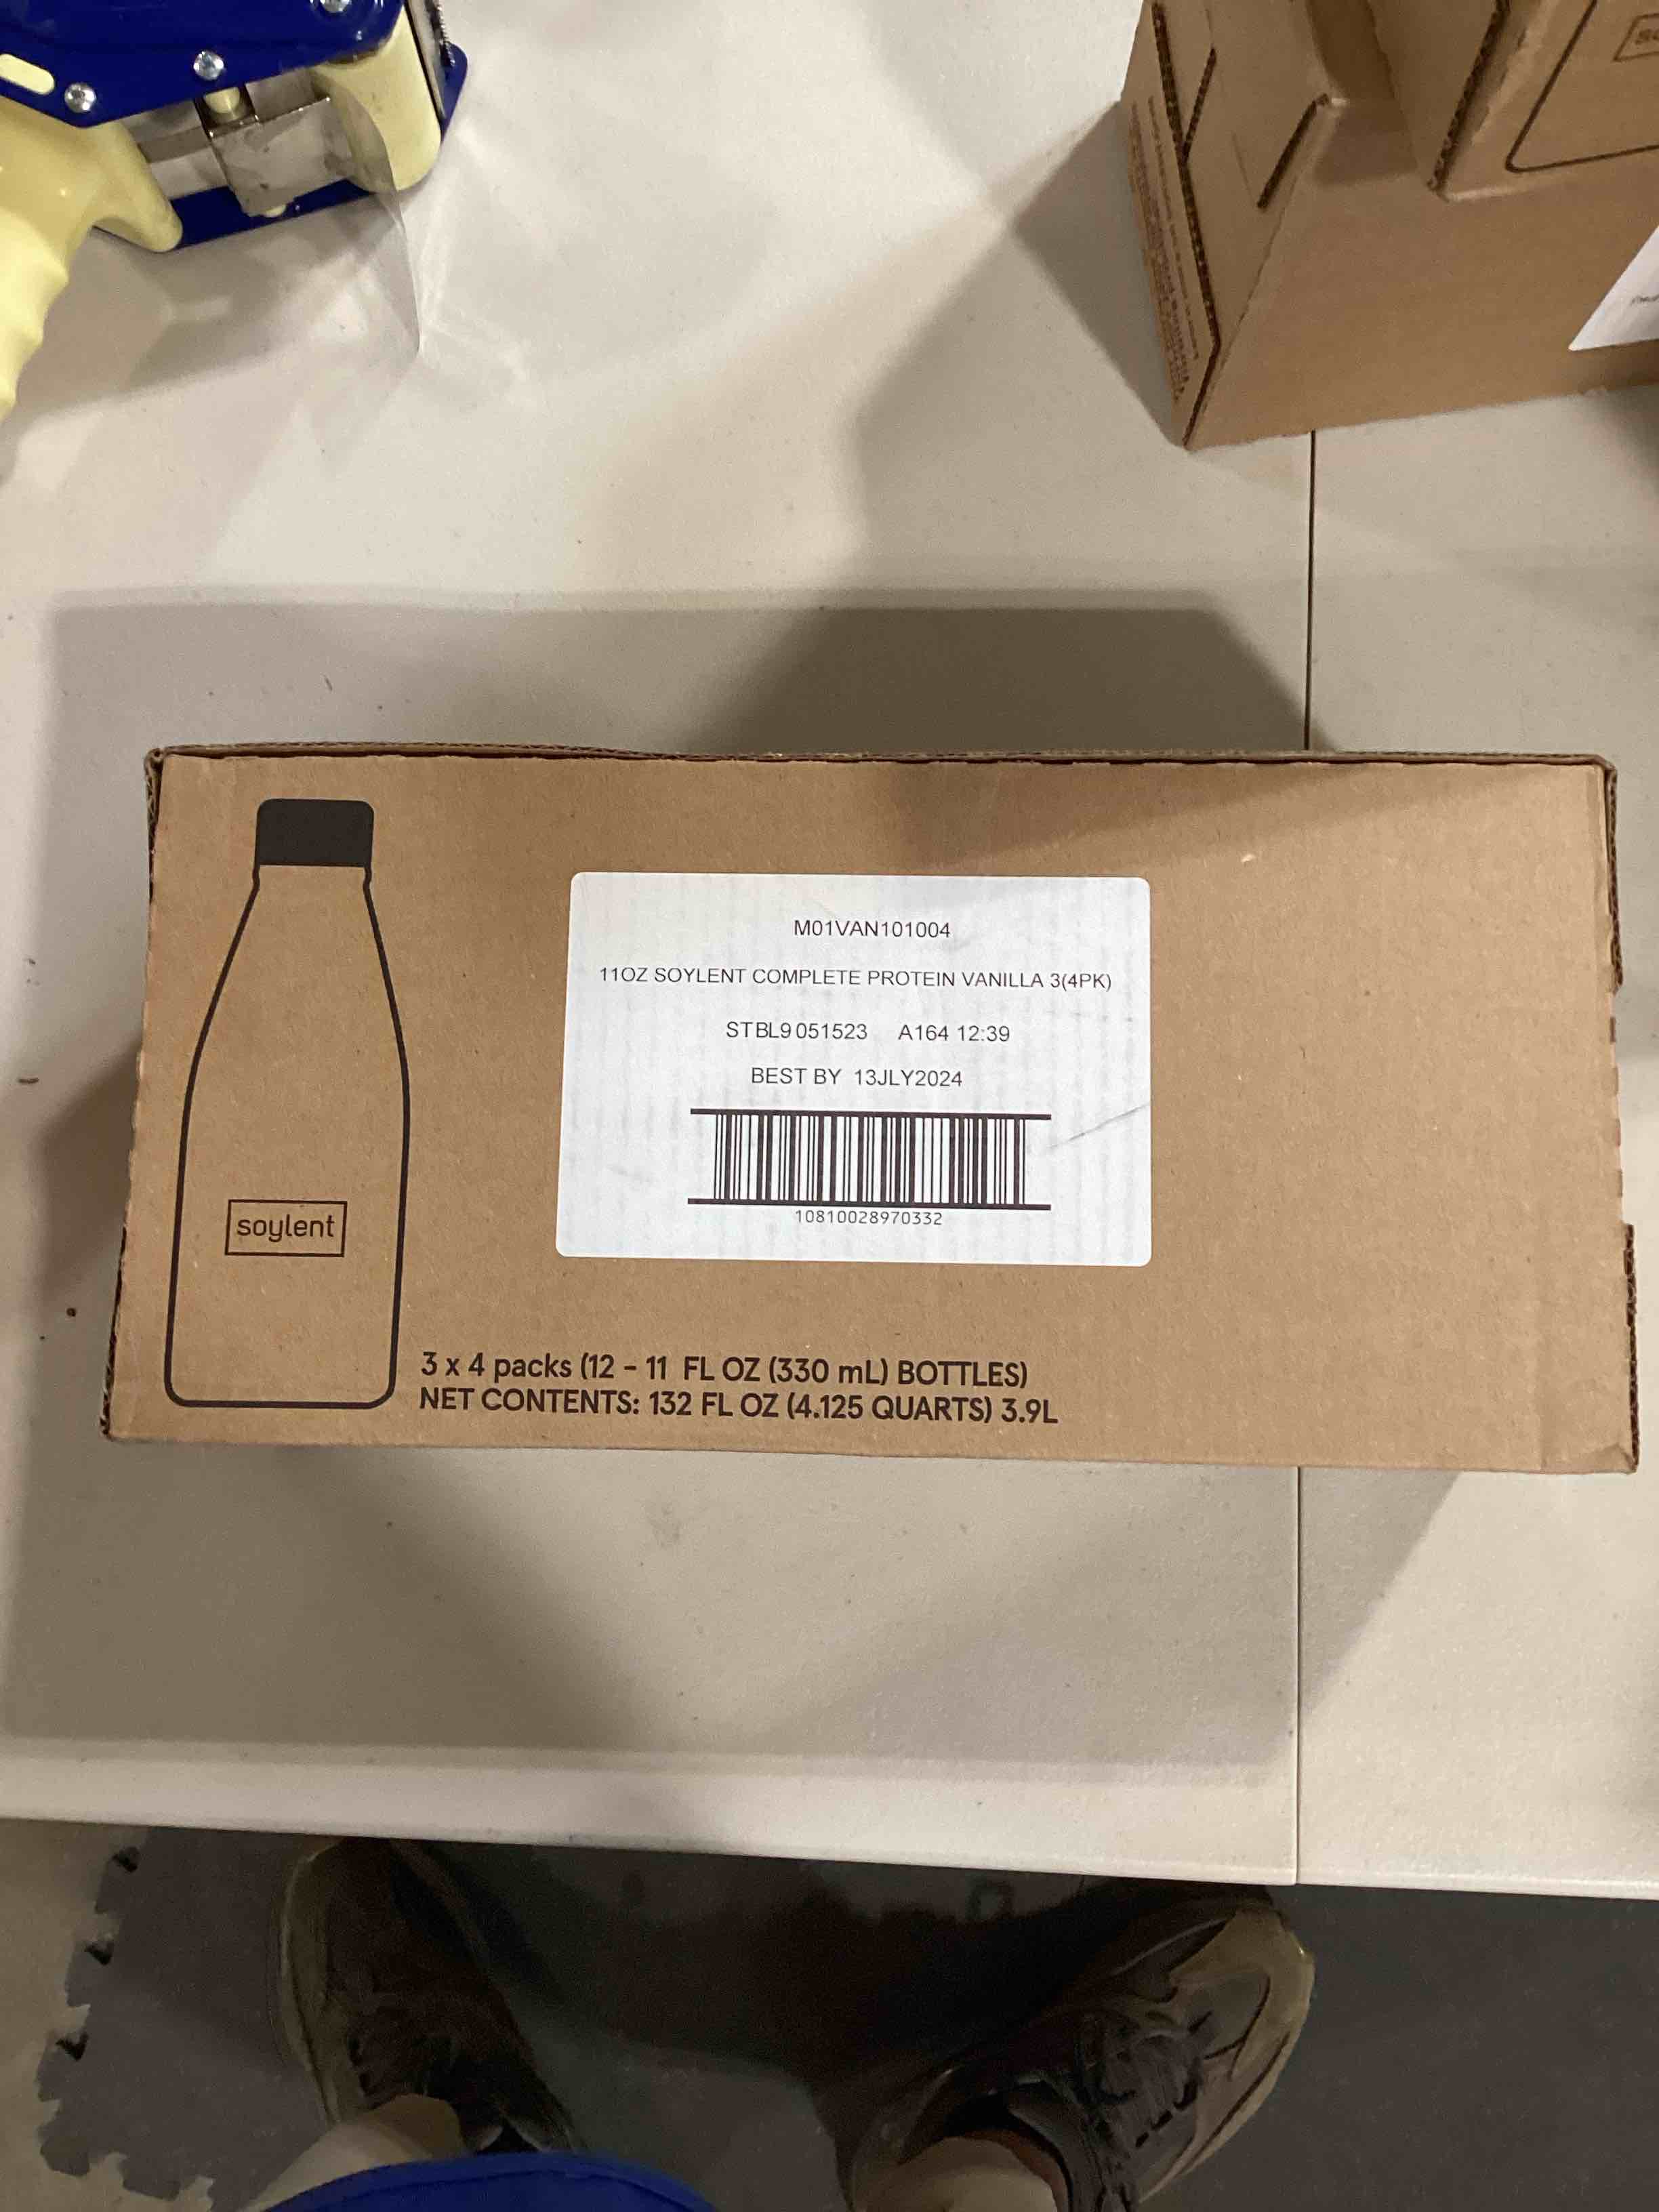 M01VAN101004
11OZ SOYLENT COMPLETE PROTEIN VANILLA 3(4PK)
STBL9 051523 A164 12:39
BEST BY 13JLY2024
10810028970332
soylent
3 x 4 packs (12 – 11 FL OZ (330 mL) BOTTLES)
NET CONTENTS: 132 FL OZ (4.125 QUARTS) 3.9L